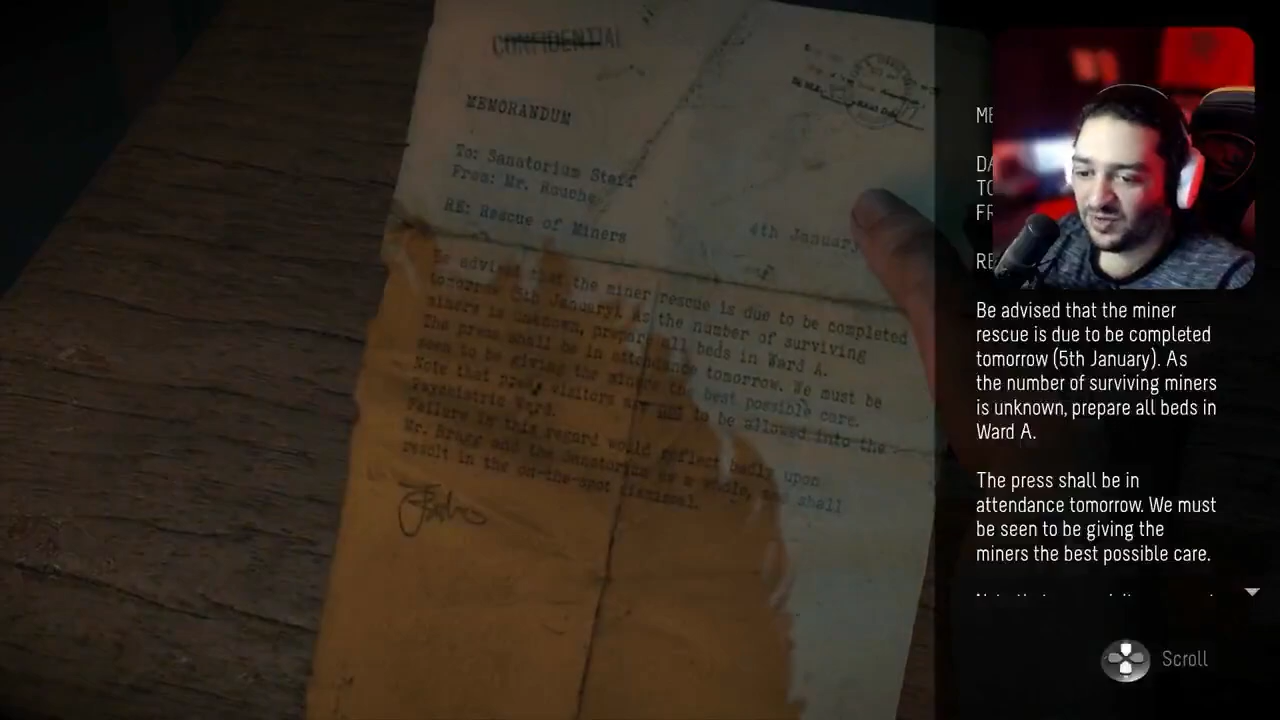 CONFIDENTIAL
MEMORANDUM
To: Sanatorium Staff
From: Mr. Rouche
RE: Rescue of Miners
4th January,
Be advised that the miner rescue is due to be completed
tomorrow (5th January). As the number of surviving
miners is unknown, prepare all beds in Ward A.
The press shall be in attendance tomorrow. We must be
seen to be giving the miners the best possible care.
Note that press visitors are not to be allowed into the
Psychiatric Ward.
Failure in this regard would reflect badly upon
Mr. Bragg and the Sanatorium as a whole, and shall
result in the on-the-spot dismissal.
ME
DA
TO
FR
RE
Be advised that the miner
rescue is due to be completed
tomorrow (5th January). As
the number of surviving miners
is unknown, prepare all beds in
Ward A.
The press shall be in
attendance tomorrow. We must
be seen to be giving the
miners the best possible care.
Scroll